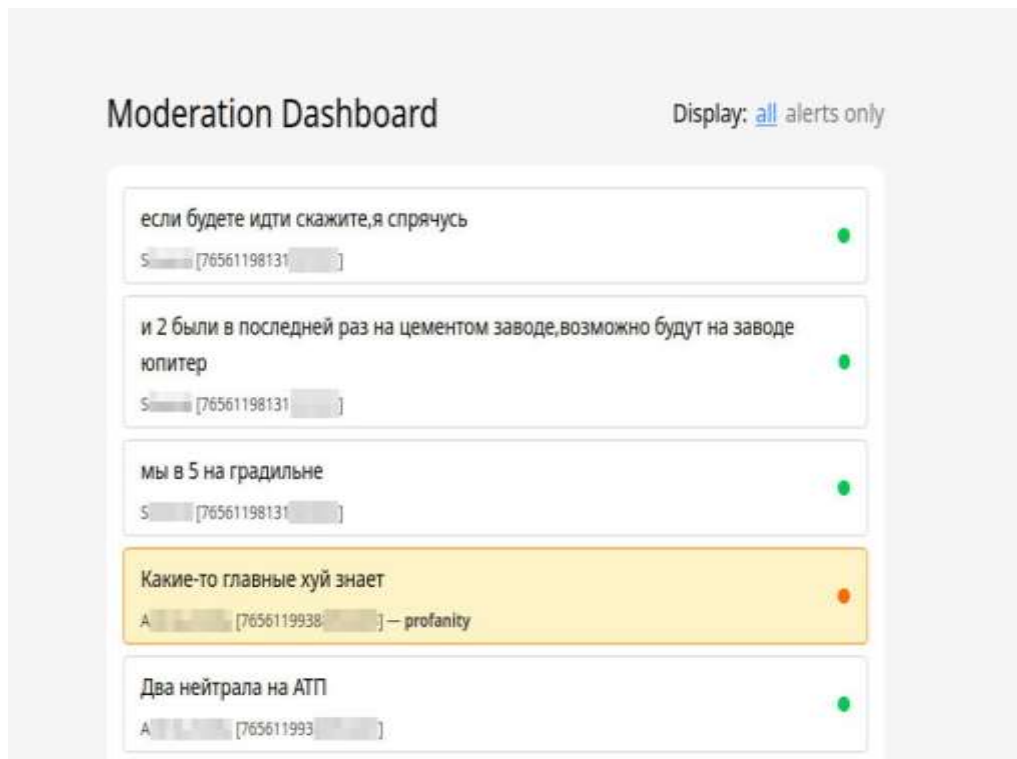 Moderation Dashboard
Display: all alerts only
если будете идти скажите,я спрячусь
S [76561198131 ]
и 2 были в последней раз на цементом заводе,возможно будут на заводе
юпитер
S [76561198131 ]
мы в 5 на градильне
S [76561198131 ]
Какие-то главные хуй знает
A [7656119938 ] — profanity
Два нейтрала на АТП
A [765611993 ]